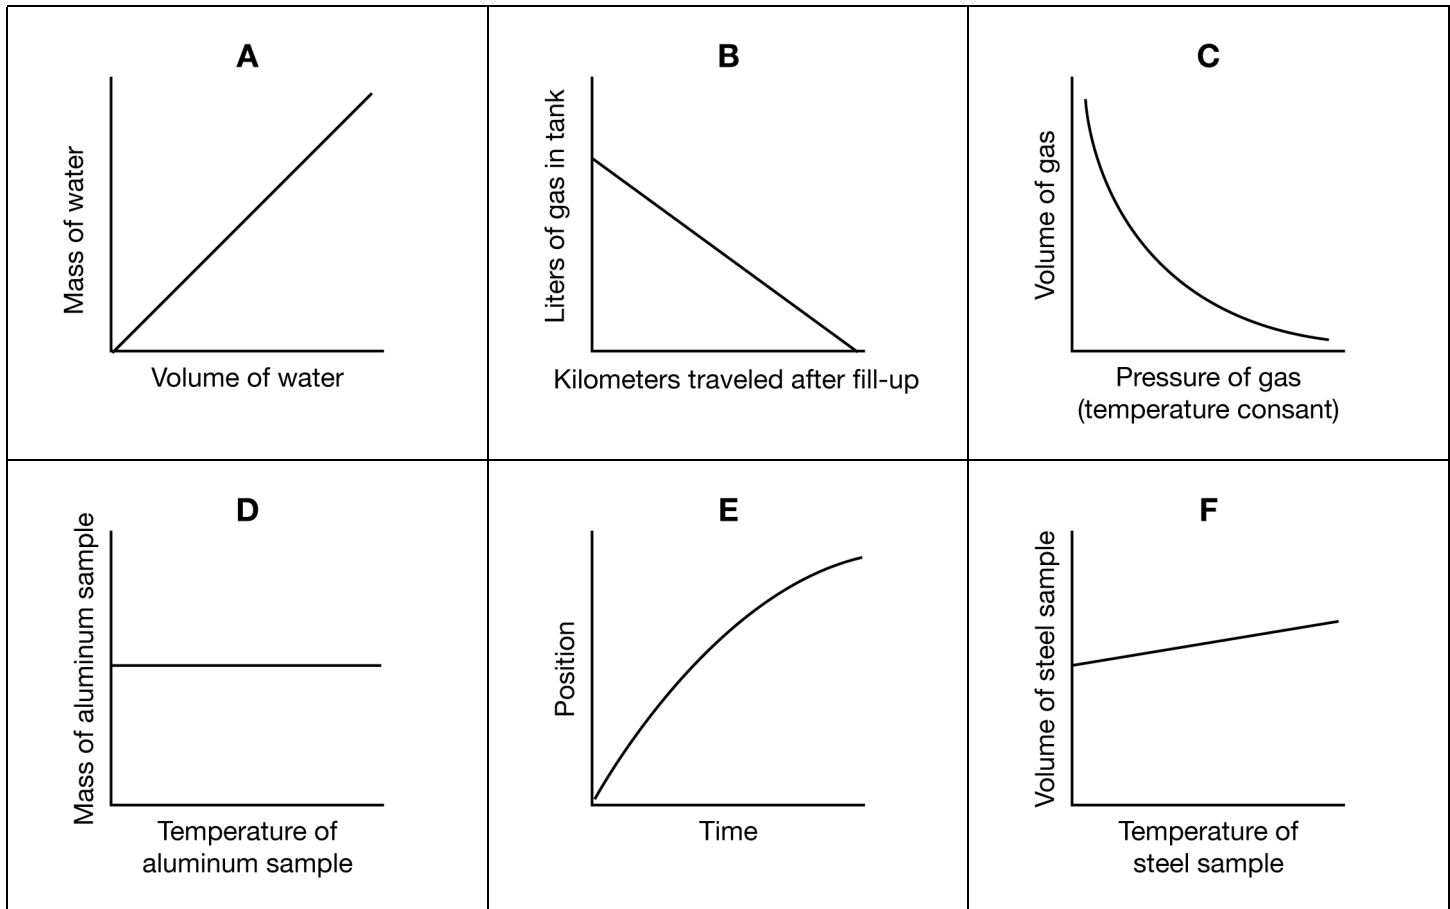 A
Mass of water
Volume of water
B
Liters of gas in tank
Kilometers traveled after fill-up
C
Volume of gas
Pressure of gas
(temperature consant)
D
Mass of aluminum sample
Temperature of
aluminum sample
E
Position
Time
F
Volume of steel sample
Temperature of
steel sample